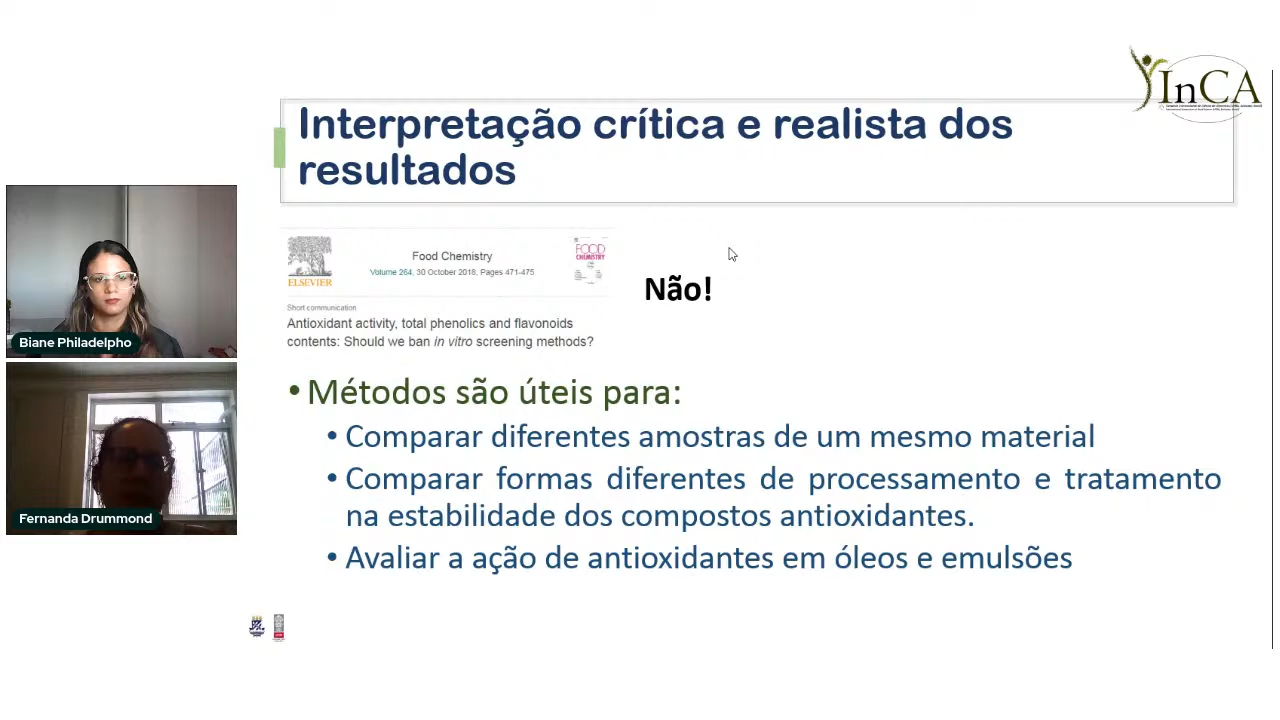 InCA
Interpretação crítica e realista dos
resultados
ELSEVIER
Food Chemistry
Volume 264, 30 October 2018, Pages 471-475
FOOD
CHEMISTRY
Não!
Short communication
Antioxidant activity, total phenolics and flavonoids
contents: Should we ban in vitro screening methods?
• Métodos são úteis para:
• Comparar diferentes amostras de um mesmo material
• Comparar formas diferentes de processamento e tratamento
na estabilidade dos compostos antioxidantes.
• Avaliar a ação de antioxidantes em óleos e emulsões
Biane Philadelpho
Fernanda Drummond